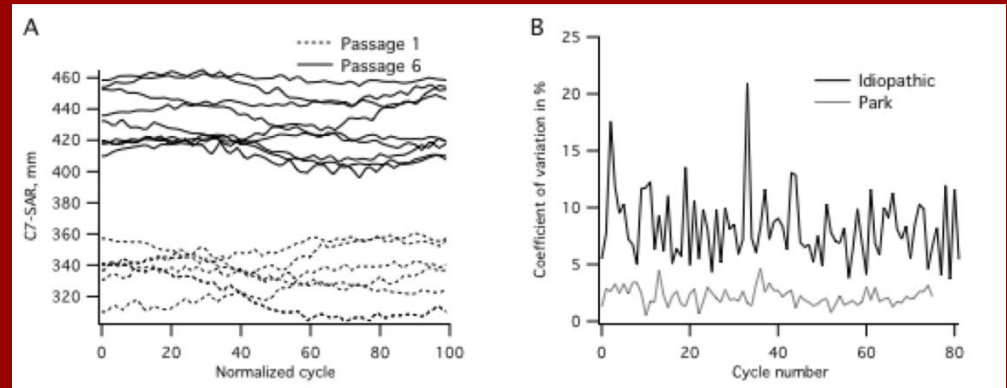 A
Passage 1
Passage 6
460
440
420
400
380
360
340
320
C7-SAR, mm
0 20 40 60 80 100
Normalized cycle
B
25
20
15
10
5
0
Coefficient of variation in %
Idiopathic
Park
0 20 40 60 80
Cycle number